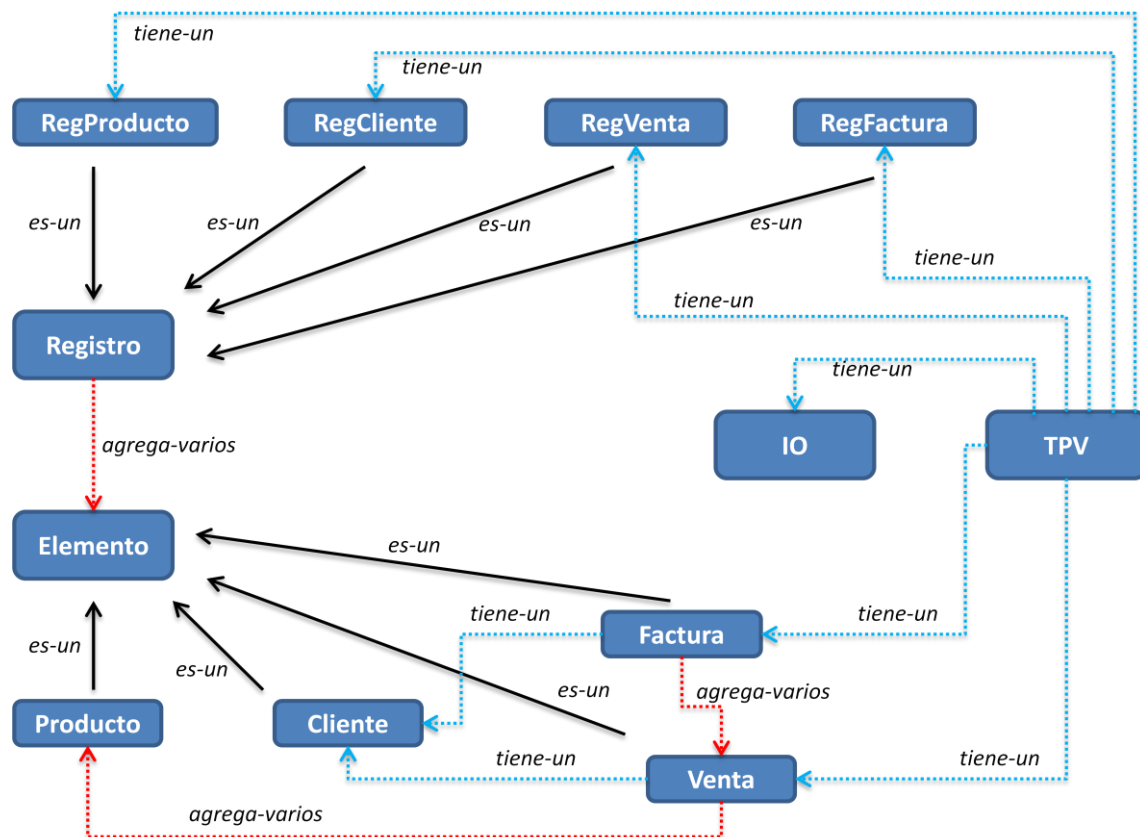 tiene-un
tiene-un
RegProducto
RegCliente
RegVenta
RegFactura
es-un
es-un
es-un
es-un
tiene-un
tiene-un
Registro
tiene-un
agrega-varios
IO
TPV
Elemento
es-un
tiene-un
tiene-un
Factura
es-un
es-un
es-un
agrega-varios
Producto
Cliente
tiene-un
tiene-un
Venta
agrega-varios